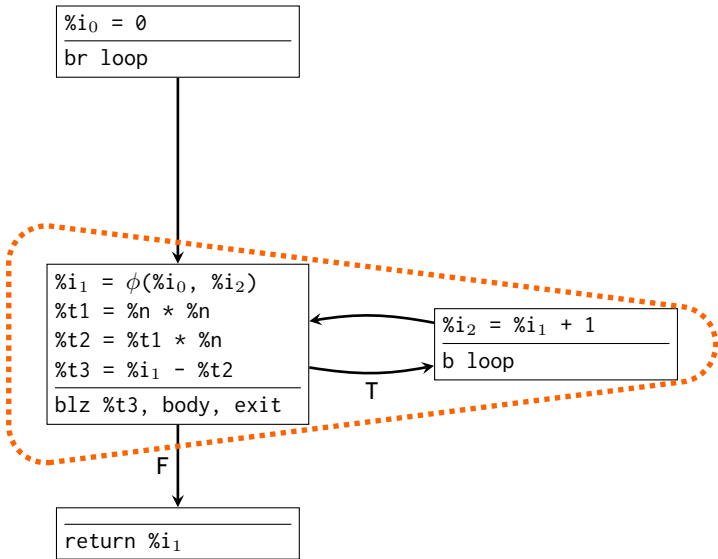 %i₀ = 0
br loop
%i₁ = ϕ(%i₀, %i₂)
%t1 = %n * %n
%t2 = %t1 * %n
%t3 = %i₁ - %t2
blz %t3, body, exit
%i₂ = %i₁ + 1
b loop
T
F
return %i₁